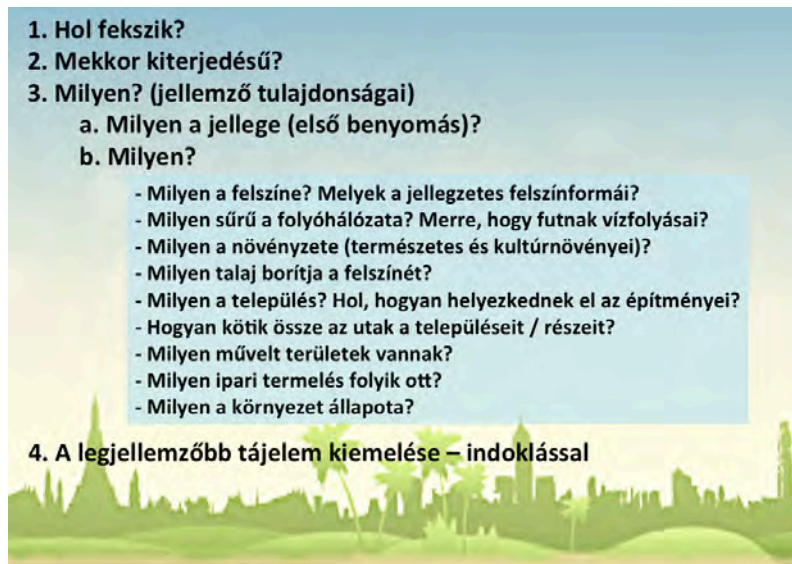 1. Hol fekszik?
2. Mekkor kiterjedésű?
3. Milyen? (jellemző tulajdonságai)
a. Milyen a jellege (első benyomás)?
b. Milyen?
- Milyen a felszíne? Melyek a jellegzetes felszínformái?
- Milyen sűrű a folyóhálózata? Merre, hogy futnak vízfolyásai?
- Milyen a növényzete (természetes és kultúrnövényei)?
- Milyen talaj borítja a felszínét?
- Milyen a település? Hol, hogyan helyezkednek el az építményei?
- Hogyan kötik össze az utak a településeit / részeit?
- Milyen művelt területek vannak?
- Milyen ipari termelés folyik ott?
- Milyen a környezet állapota?
4. A legjellemzőbb tájelem kiemelése – indoklással